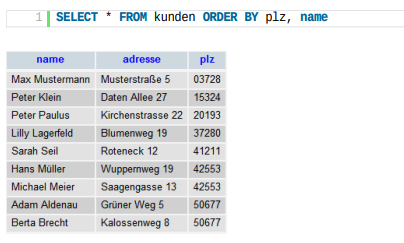 1 SELECT * FROM kunden ORDER BY plz, name
name adresse plz
Max Mustermann Musterstraße 5 03728
Peter Klein Daten Allee 27 15324
Peter Paulus Kirchenstrasse 22 20193
Lilly Lagerfeld Blumenweg 19 37280
Sarah Seil Roteneck 12 41211
Hans Müller Wuppernweg 19 42553
Michael Meier Saagengasse 13 42553
Adam Aldenau Grüner Weg 5 50677
Berta Brecht Kalossenweg 8 50677